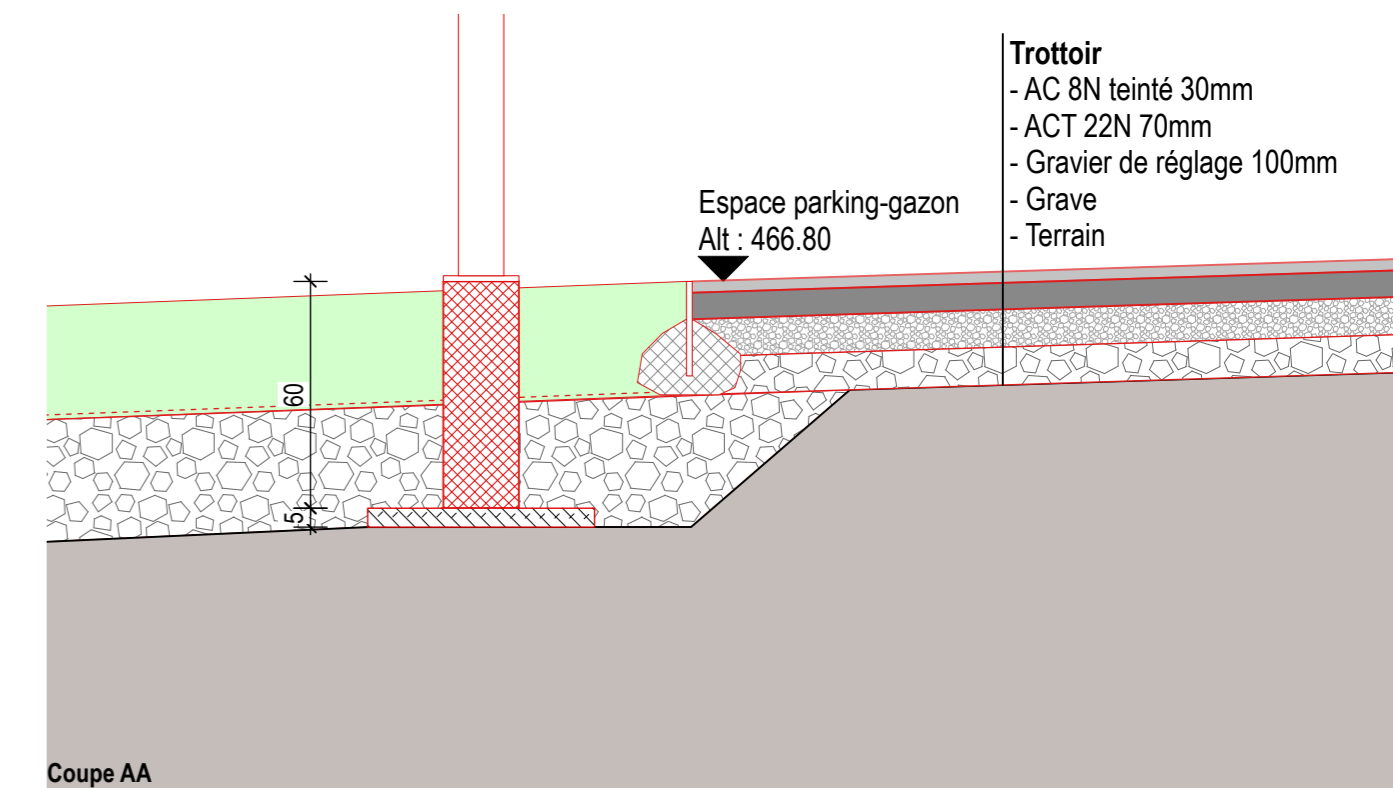 Trottoir
- AC 8N teinté 30mm
- ACT 22N 70mm
- Gravier de réglage 100mm
- Grave
- Terrain
Espace parking-gazon
Alt : 466.80
60
5
Coupe AA